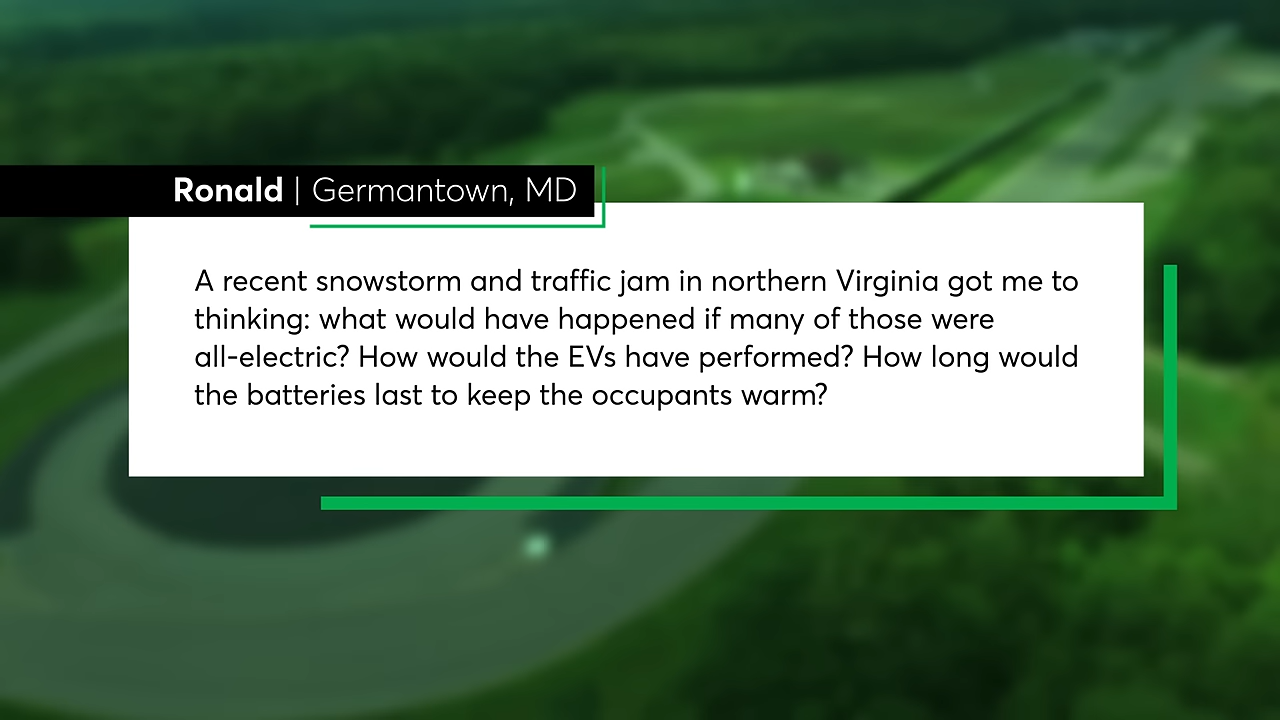 Ronald | Germantown, MD
A recent snowstorm and traffic jam in northern Virginia got me to
thinking: what would have happened if many of those were
all-electric? How would the EVs have performed? How long would
the batteries last to keep the occupants warm?